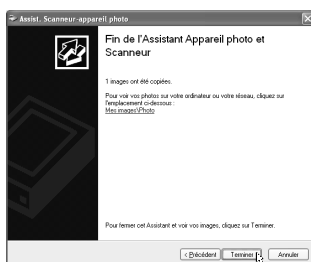 Assist. Scanneur-appareil photo
Fin de l'Assistant Appareil photo et
Scanneur
1 images ont été copiées.
Pour voir vos photos sur votre ordinateur ou votre réseau, cliquez sur
l'emplacement ci-dessous :
Mes images\Photo
Pour fermer cet Assistant et voir vos images, cliquez sur Terminer.
< Précédent
Terminer
Annuler